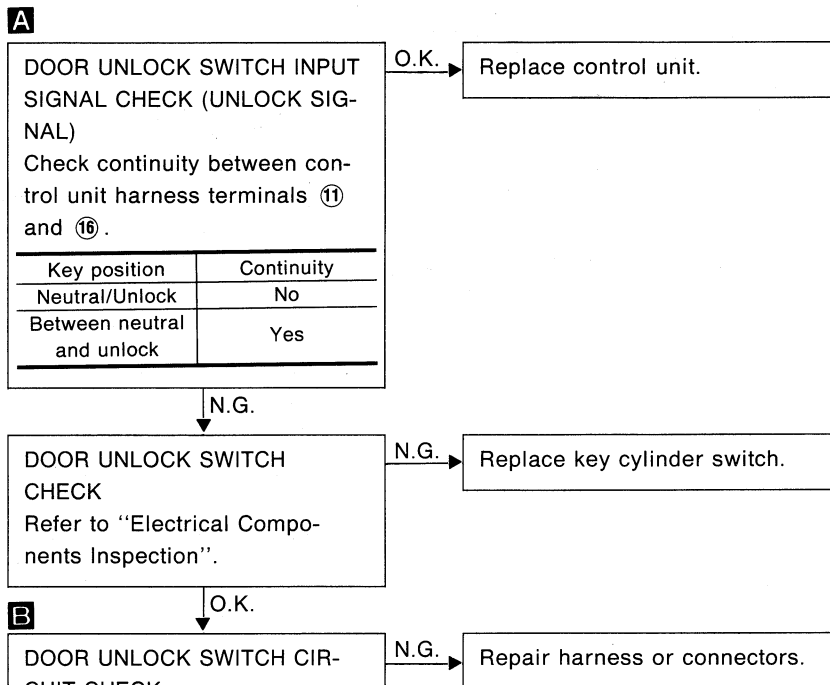 A
DOOR UNLOCK SWITCH INPUT
SIGNAL CHECK (UNLOCK SIG-
NAL)
Check continuity between con-
trol unit harness terminals ⑪
and ⑯ .
Key position Continuity
Neutral/Unlock No
Between neutral
and unlock
Yes
O.K.
Replace control unit.
N.G.
DOOR UNLOCK SWITCH
CHECK
Refer to ‘‘Electrical Compo-
nents Inspection’’.
N.G.
Replace key cylinder switch.
O.K.
B
DOOR UNLOCK SWITCH CIR-
CUIT CHECK
N.G.
Repair harness or connectors.